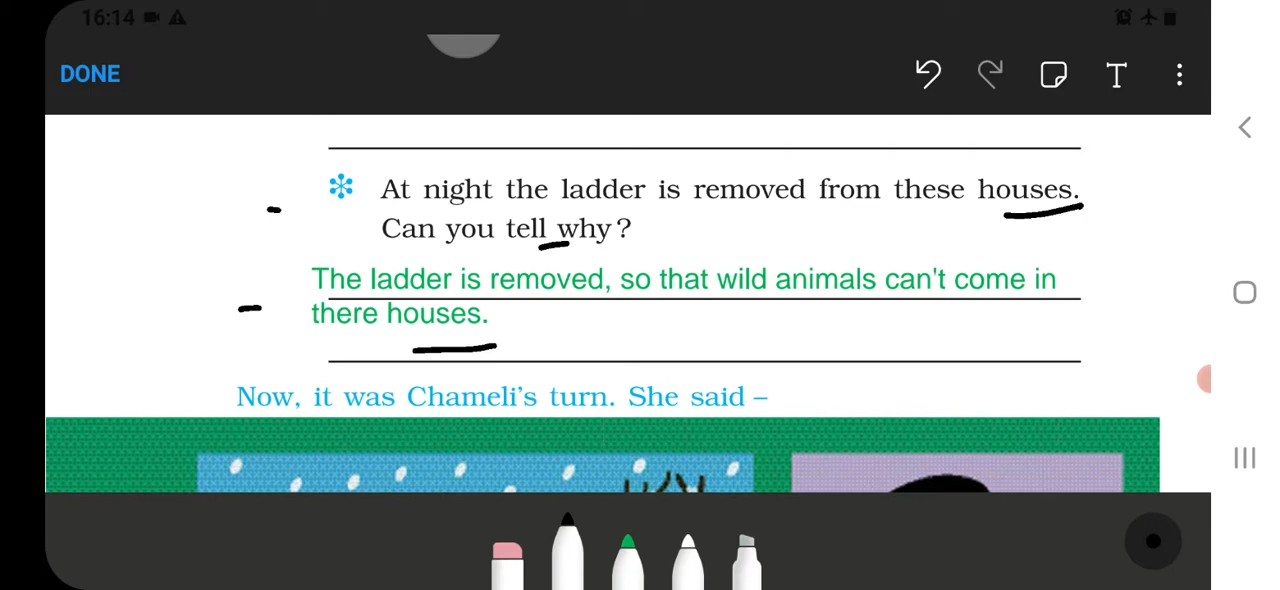 16:14
DONE
T
At night the ladder is removed from these houses.
Can you tell why?
The ladder is removed, so that wild animals can't come in
there houses.
Now, it was Chameli's turn. She said –